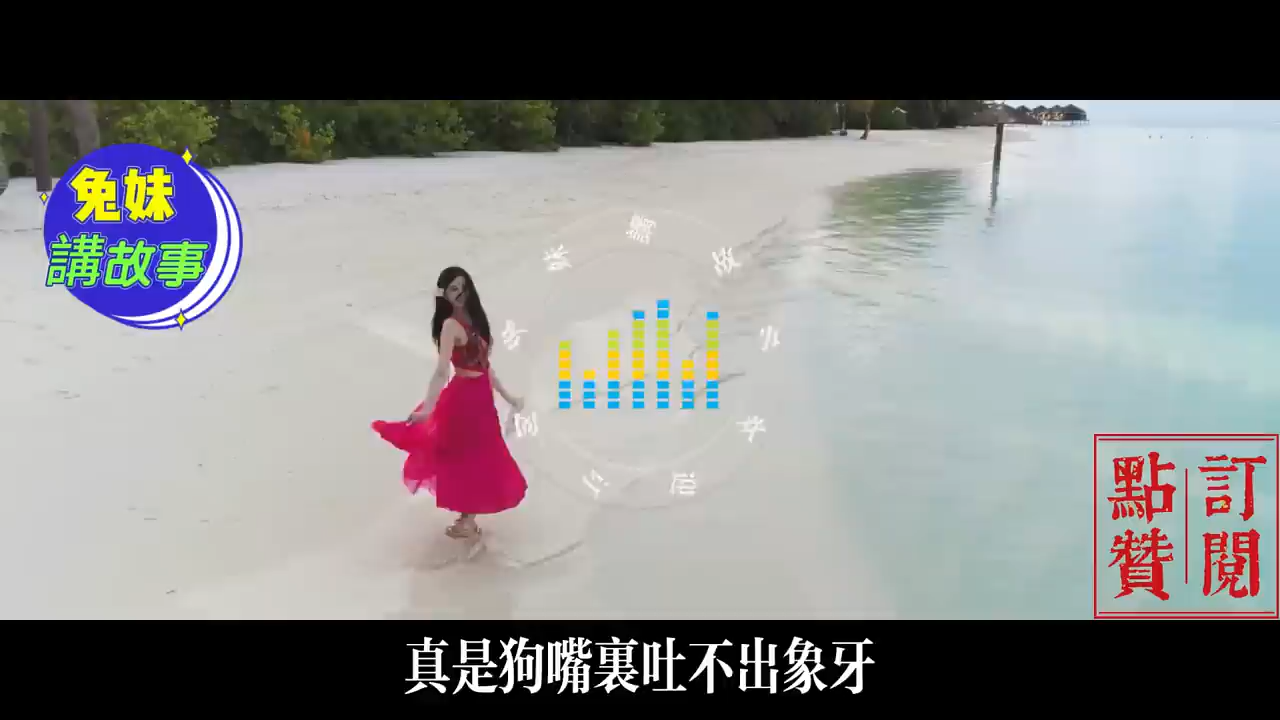 兔妹
講故事
訂閱
點贊
真是狗嘴裏吐不出象牙